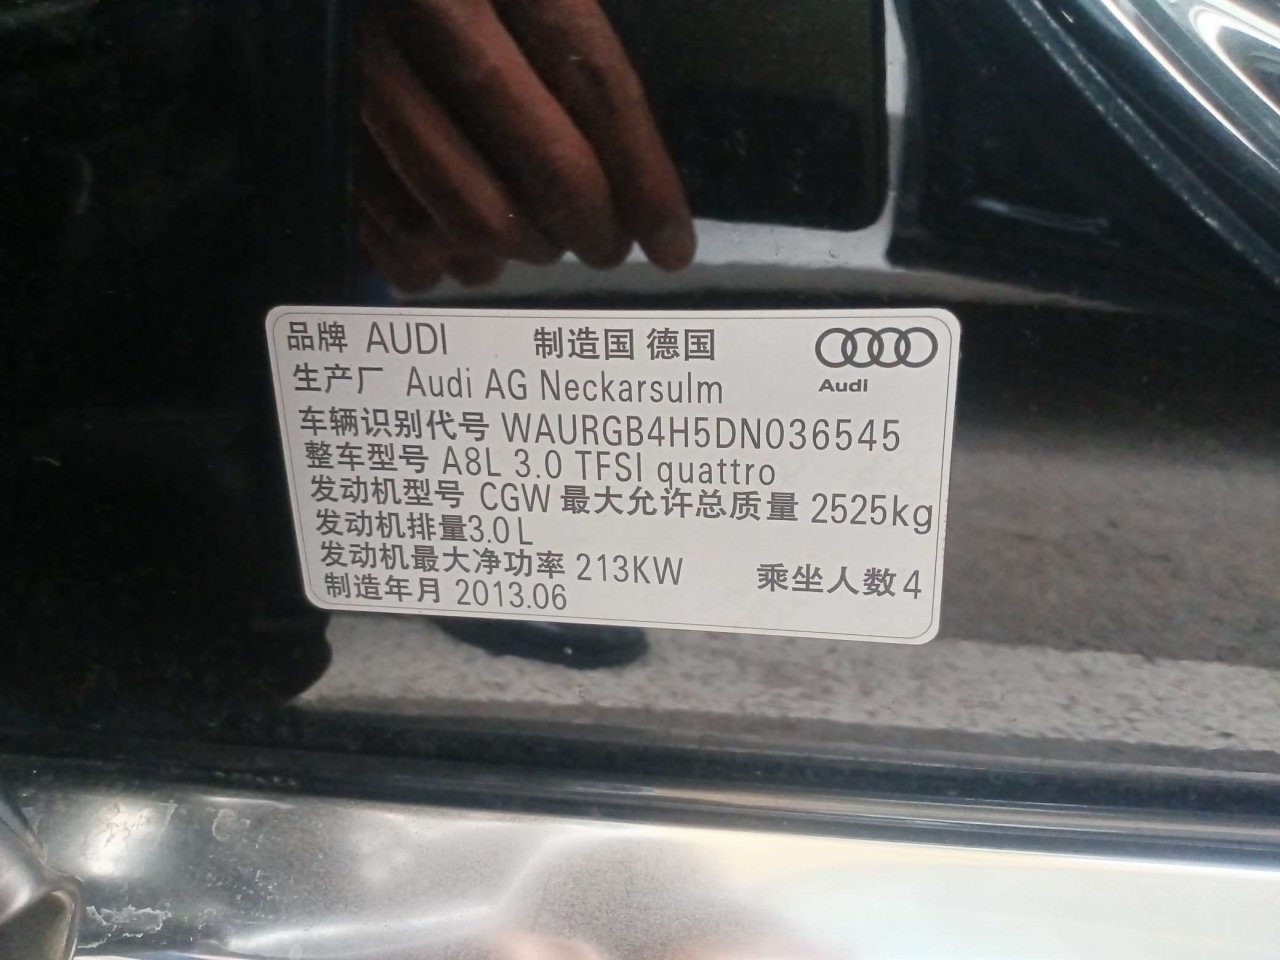 品牌 AUDI 制造国 德国
Audi
生产厂 Audi AG Neckarsulm
车辆识别代号 WAURGB4H5DN036545
整车型号 A8L 3.0 TFSI quattro
发动机型号 CGW 最大允许总质量 2525kg
发动机排量3.0L
发动机最大净功率 213KW 乘坐人数4
制造年月 2013.06